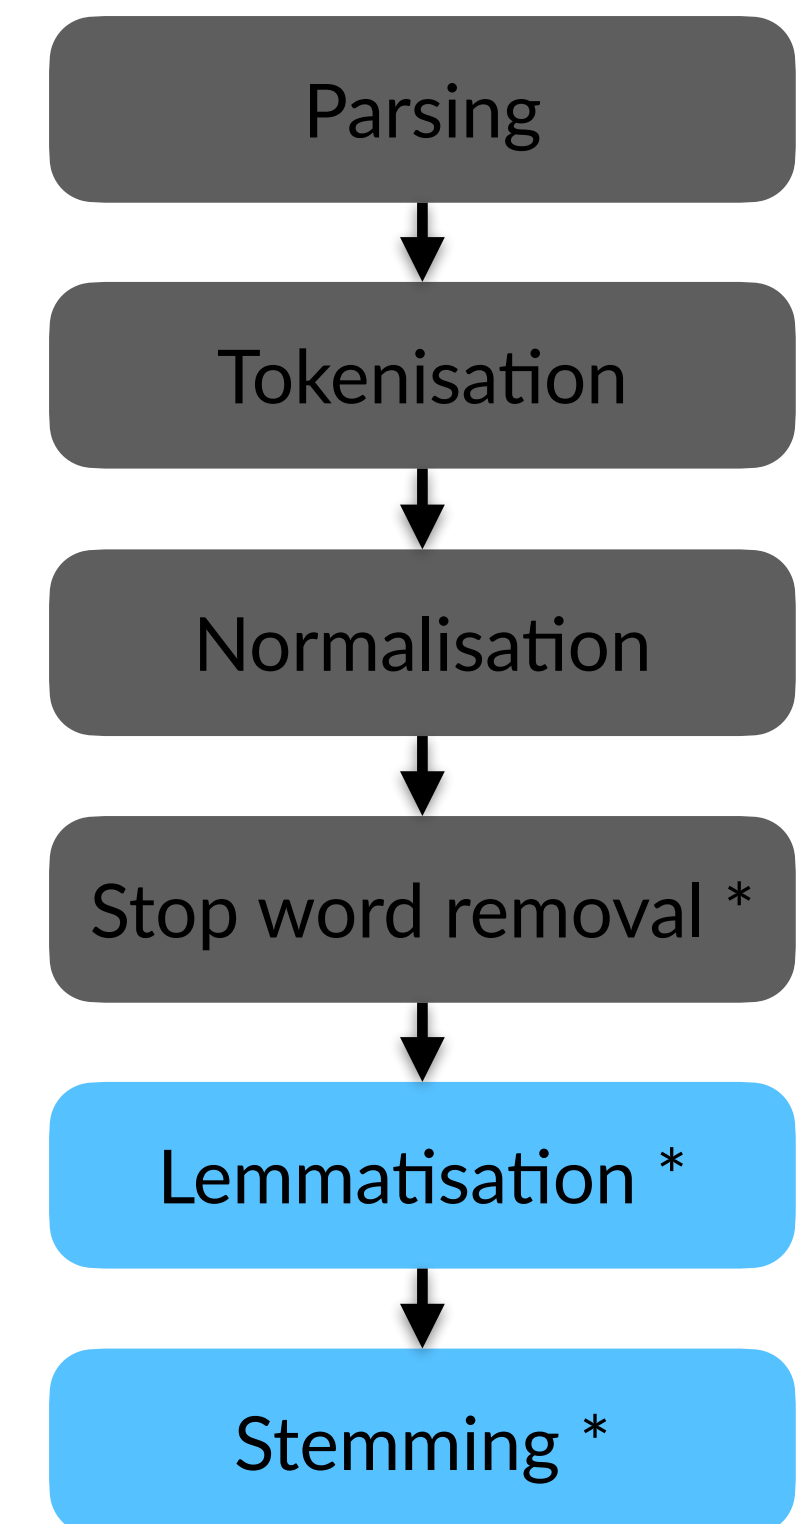 Parsing
Tokenisation
Normalisation
Stop word removal *
Lemmatisation *
Stemming *